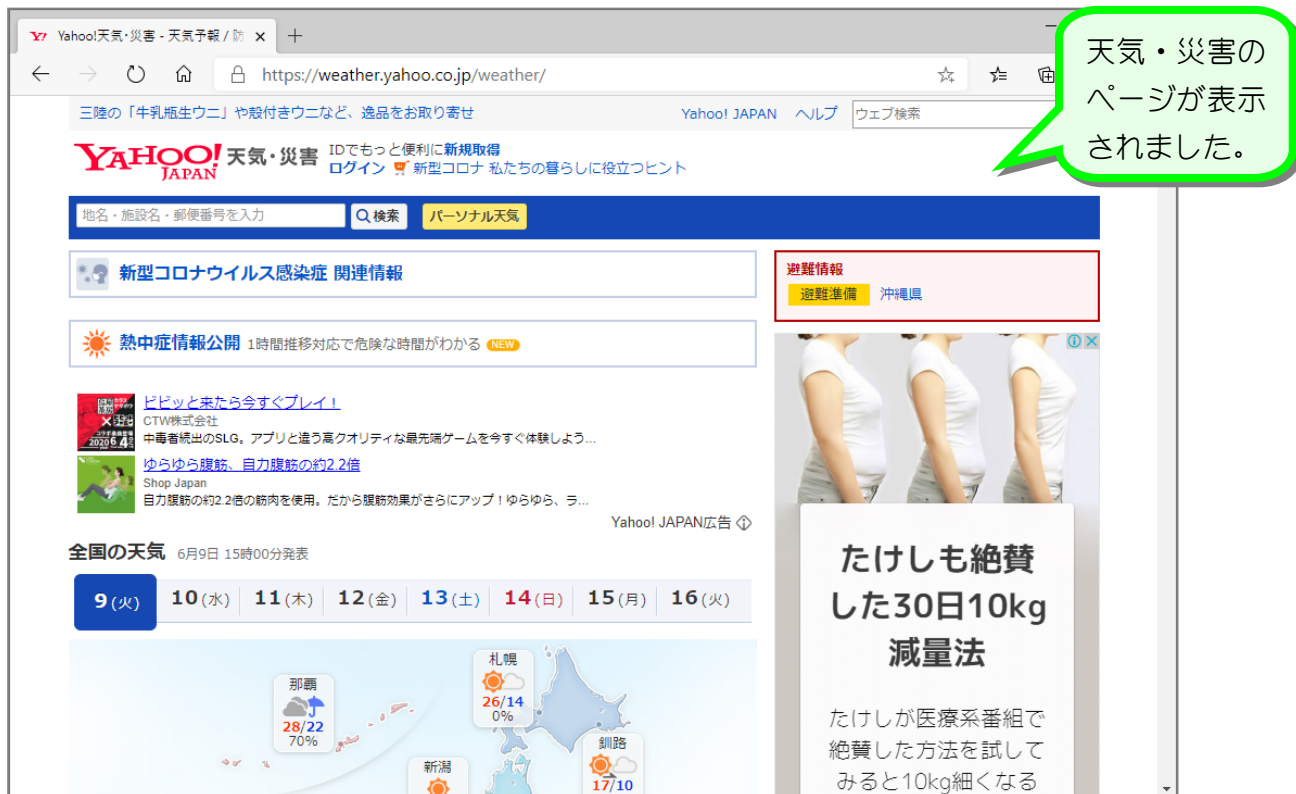 Yahoo!天気・災害 - 天気予報 / 防
https://weather.yahoo.co.jp/weather/
天気・災害の
ページが表示
されました。
三陸の「牛乳瓶生ウニ」や殻付きウニなど、逸品をお取り寄せ
Yahoo! JAPAN ヘルプ ウェブ検索
YAHOO! JAPAN 天気・災害
IDでもっと便利に新規取得
ログイン 新型コロナ 私たちの暮らしに役立つヒント
地名・施設名・郵便番号を入力 検索 パーソナル天気
新型コロナウイルス感染症 関連情報
避難情報
避難準備 沖縄県
熱中症情報公開 1時間推移対応で危険な時間がわかる NEW
ビビッと来たら今すぐプレイ！
CTW株式会社
中毒者続出のSLG。アプリと違う高クオリティな最先端ゲームを今すぐ体験しよう...
2020 6.4
ゆらゆら腹筋、自力腹筋の約2.2倍
Shop Japan
自力腹筋の約2.2倍の筋肉を使用。だから腹筋効果がさらにアップ！ゆらゆら、ラ...
Yahoo! JAPAN広告
全国の天気 6月9日 15時00分発表
9(火) 10(水) 11(木) 12(金) 13(土) 14(日) 15(月) 16(火)
札幌
26/14
0%
那覇
28/22
70%
釧路
17/10
新潟
たけしも絶賛
した30日10kg
減量法
たけしが医療系番組で
絶賛した方法を試して
みると10kg細くなる